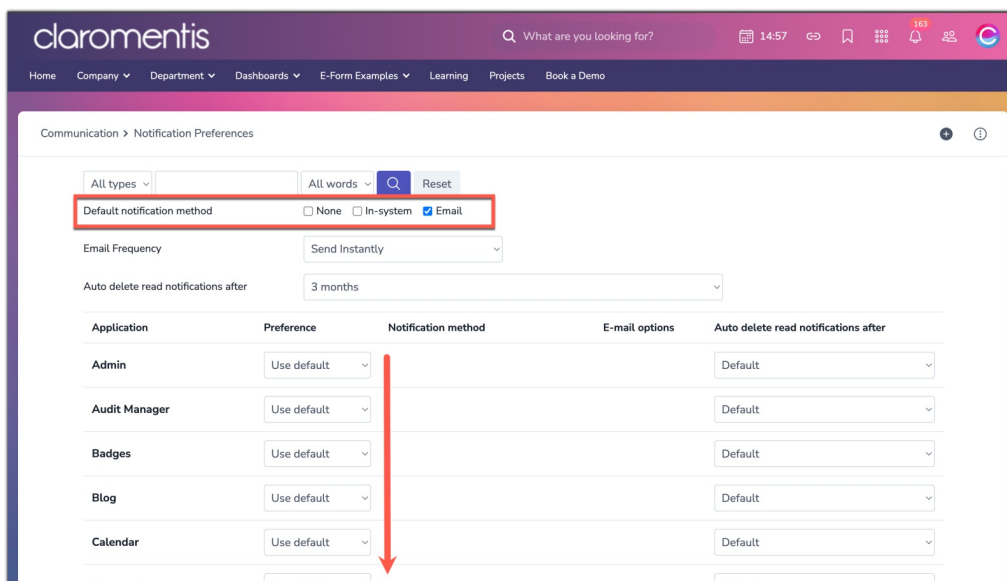 claromentis
What are you looking for?
14:57
163
Home Company Department Dashboards E-Form Examples Learning Projects Book a Demo
Communication > Notification Preferences
All types All words Reset
Default notification method None In-system Email
Email Frequency Send Instantly
Auto delete read notifications after 3 months
Application Preference Notification method E-mail options Auto delete read notifications after
Admin Use default Default
Audit Manager Use default Default
Badges Use default Default
Blog Use default Default
Calendar Use default Default